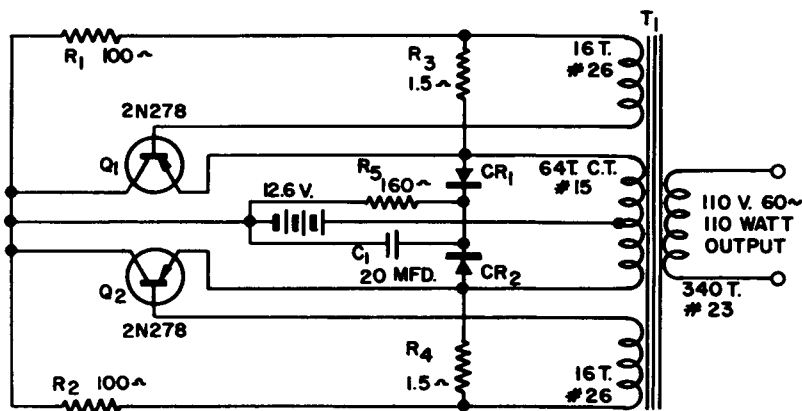 T1
R1 100~
R3
1.5~
16 T.
#26
2N278
Q1
R5
160~
CR1
12.6 V.
64T. C.T.
#15
C1
20 MFD.
CR2
110 V. 60~
110 WATT
OUTPUT
Q2
2N278
340 T.
#23
R4
1.5~
R2 100~
16 T.
#26